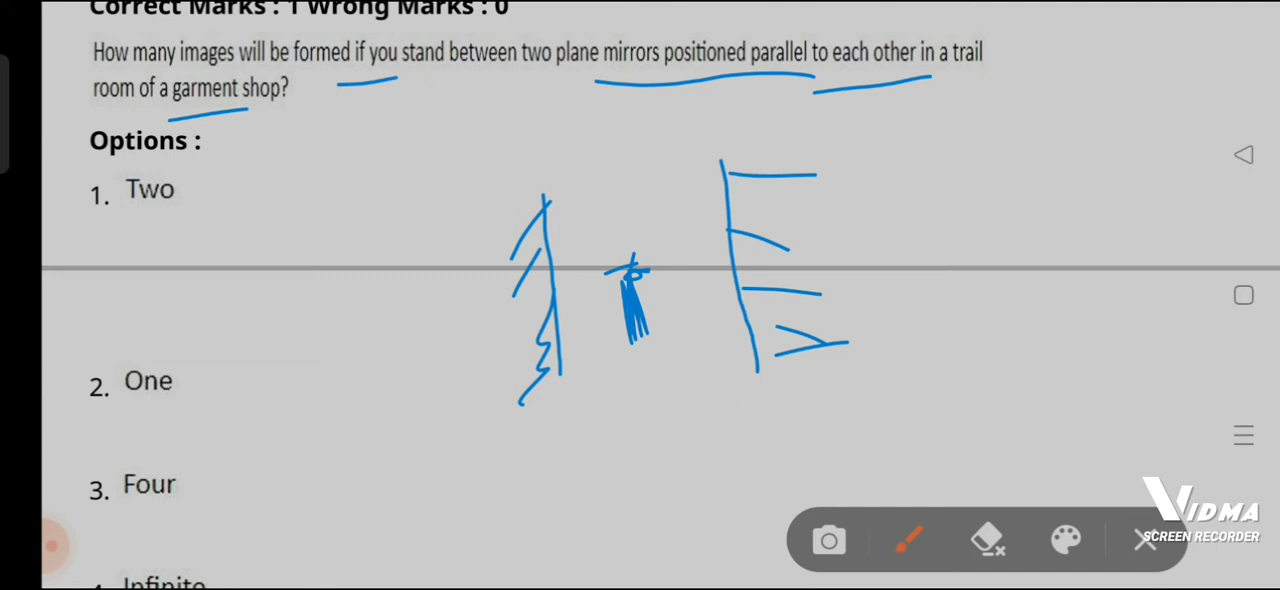 Correct Marks : 1 Wrong Marks : 0
How many images will be formed if you stand between two plane mirrors positioned parallel to each other in a trail
room of a garment shop?
Options :
1. Two
2. One
3. Four
4. Infinite
VIDMA
SCREEN RECORDER